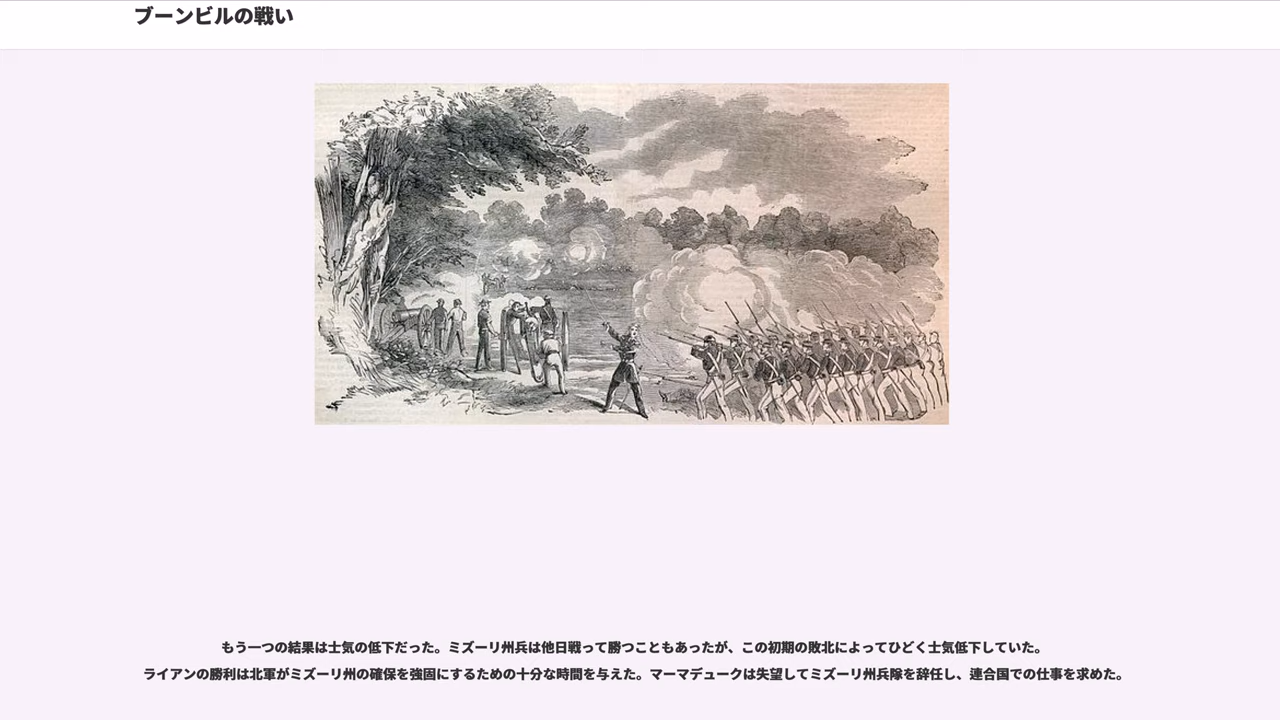 ブーンビルの戦い
もう一つの結果は士気の低下だった。ミズーリ州兵は他日戦って勝つこともあったが、この初期の敗北によってひどく士気低下していた。
ライアンの勝利は北軍がミズーリ州の確保を強固にするための十分な時間を与えた。マーマデュークは失望してミズーリ州兵隊を辞任し、連合国での仕事を求めた。